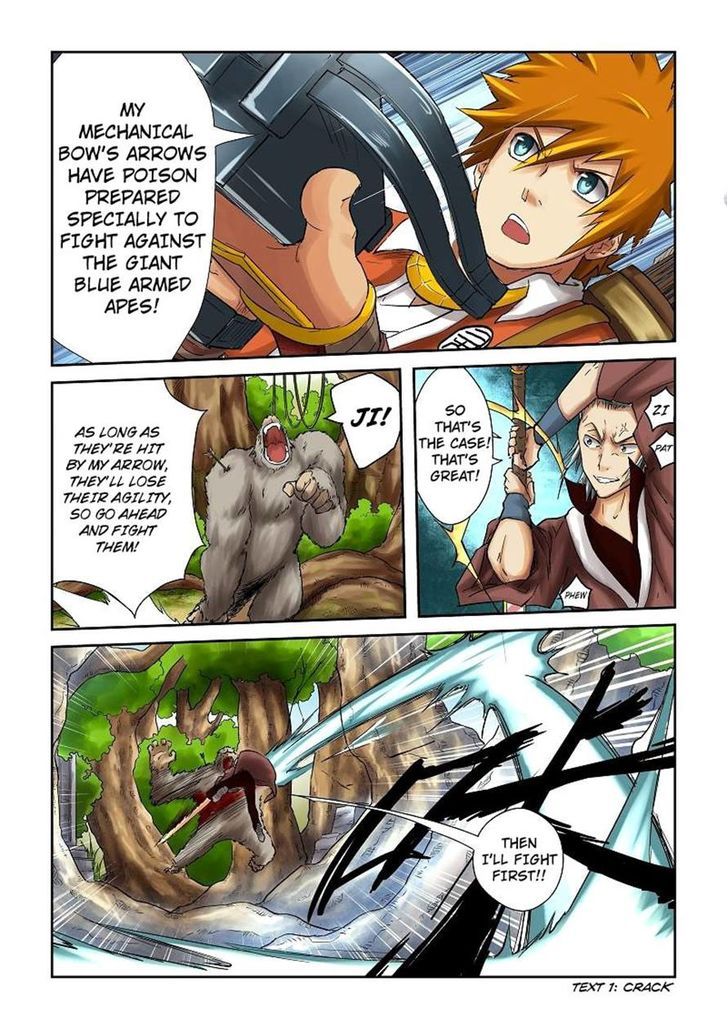 MY
MECHANICAL
BOW'S ARROWS
HAVE POISON
PREPARED
SPECIALLY TO
FIGHT AGAINST
THE GIANT
BLUE ARMED
APES!
AS LONG AS
THEY'RE HIT
BY MY ARROW,
THEY'LL LOSE
THEIR AGILITY,
SO GO AHEAD
AND FIGHT
THEM!
JI!
SO
THAT'S
THE CASE!
THAT'S
GREAT!
ZI
PAT
PHEW
THEN
I'LL FIGHT
FIRST!!
TEXT 1: CRACK